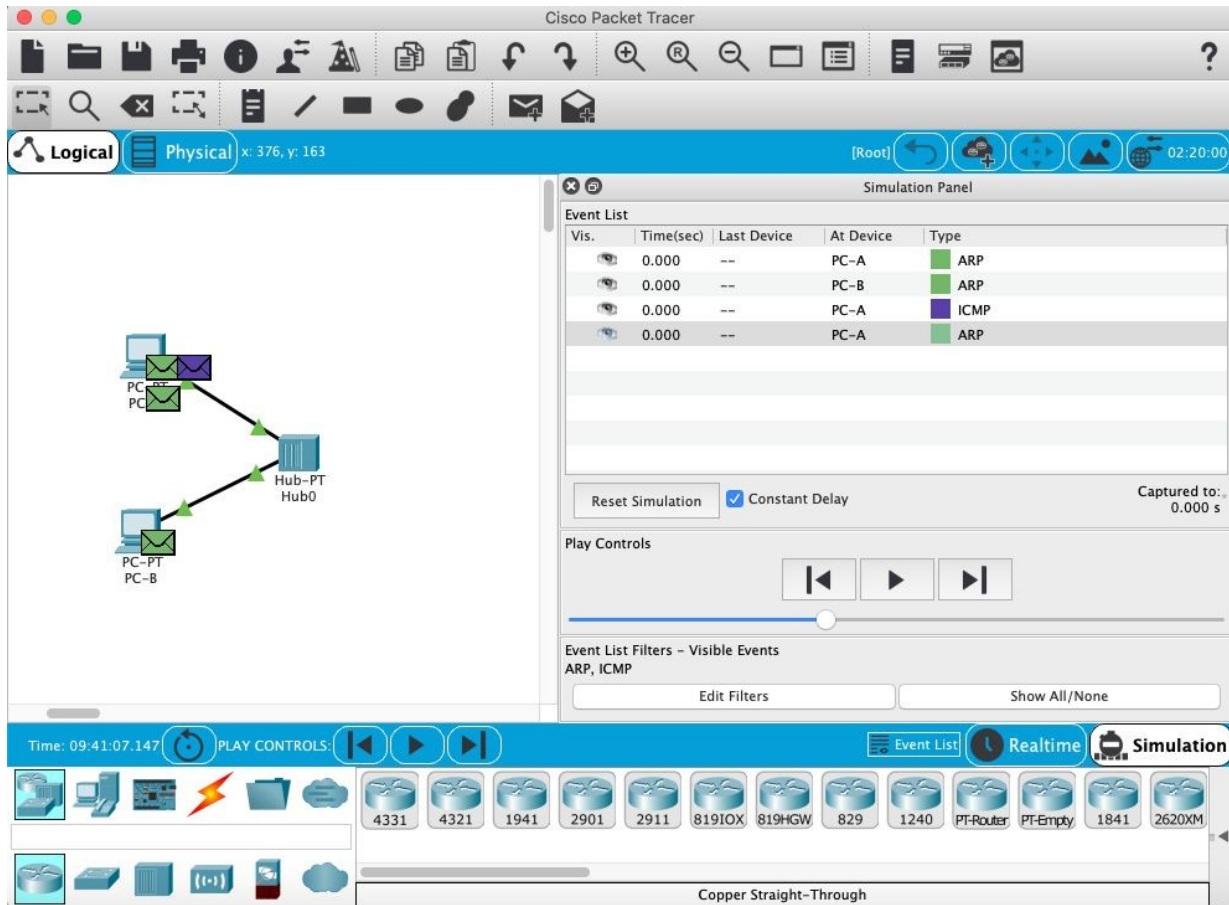 Cisco Packet Tracer
?
Logical Physical x: 376, y: 163 [Root] 02:20:00
Simulation Panel
Event List
Vis. Time(sec) Last Device At Device Type
0.000 -- PC-A ARP
0.000 -- PC-B ARP
0.000 -- PC-A ICMP
0.000 -- PC-A ARP
PC-PT
PC
Hub-PT
Hub0
PC-PT
PC-B
Reset Simulation Constant Delay Captured to:
0.000 s
Play Controls
Event List Filters - Visible Events
ARP, ICMP
Edit Filters Show All/None
Time: 09:41:07.147 PLAY CONTROLS: Event List Realtime Simulation
4331 4321 1941 2901 2911 819IOX 819HGW 829 1240 PT-Router PT-Empty 1841 2620XM
Copper Straight-Through